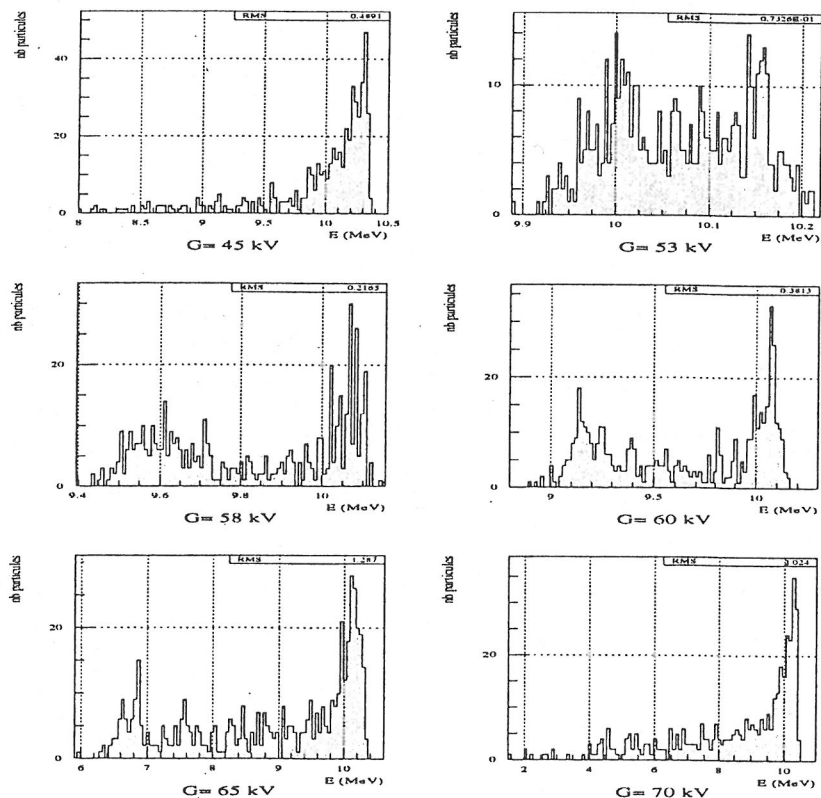 nb particules
RMS 0.4891
40
20
0
8 8.5 9 9.5 10 10.5
E (MeV)
G= 45 kV
nb particules
RMS 0.7326E-01
10
0
9.9 10 10.1 10.2
E (MeV)
G= 53 kV
nb particules
RMS 0.2165
20
0
9.4 9.6 9.8 10
E (MeV)
G= 58 kV
nb particules
RMS 0.3813
20
0
9 9.5 10
E (MeV)
G= 60 kV
nb particules
RMS 1.287
20
0
6 7 8 9 10
E (MeV)
G= 65 kV
nb particules
RMS
20
0
2 4 6 8 10
E (MeV)
G= 70 kV